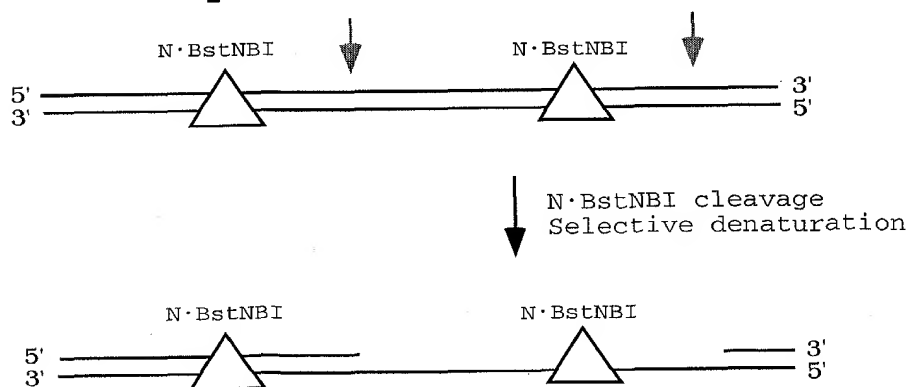 N·BstNBI N·BstNBI
5' 3'
3' 5'
N·BstNBI cleavage
Selective denaturation
N·BstNBI N·BstNBI
5' 3'
3' 5'